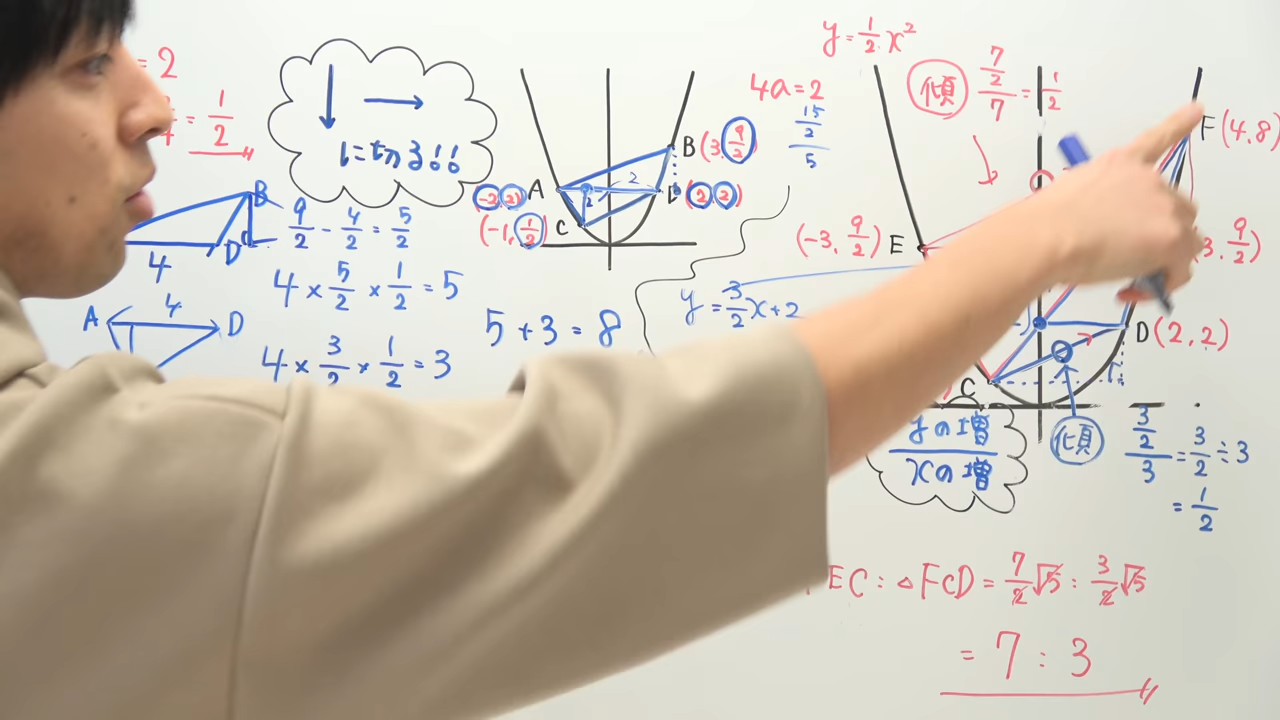 = 2
= 1/2
↓ → にわる!!
B
D
9/2 - 4/2 = 5/2
4
4 × 5/2 × 1/2 = 5
A 4 D
4 × 3/2 × 1/2 = 3
5 + 3 = 8
A (-2, 2)
B (3, 9/2)
C (-1, 1/2)
D (2, 2)
2
4a = 2
15/2 / 5
y = 1/2 x²
傾 7/2 / 7 = 1/2
F (4, 8)
E (-3, 9/2)
(3, 9/2)
y = 3/2 x + 2
D (2, 2)
C
yの増 / xの増
傾
3/2 / 3 = 3/2 ÷ 3
= 1/2
EC : △FCD = 7/2 √5 : 3/2 √5
= 7 : 3